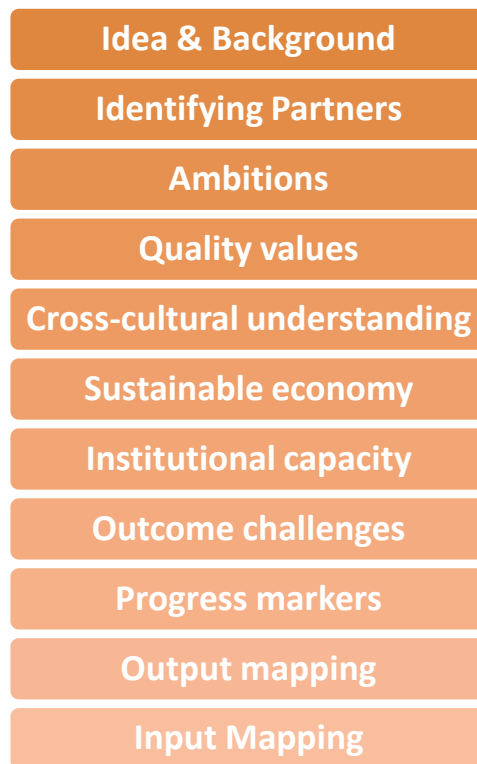 Idea & Background
Identifying Partners
Ambitions
Quality values
Cross-cultural understanding
Sustainable economy
Institutional capacity
Outcome challenges
Progress markers
Output mapping
Input Mapping